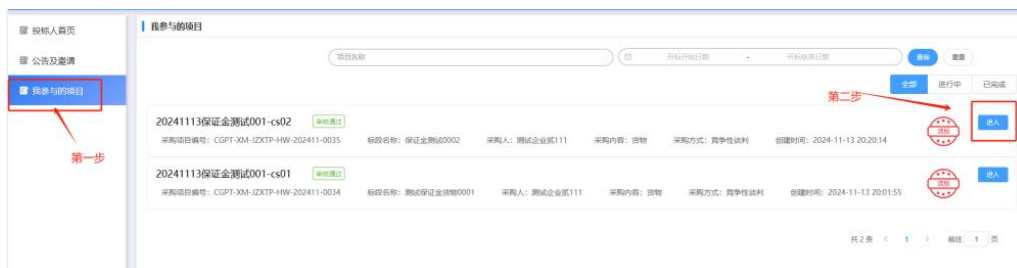 投标人首页
公告及邀请
我参与的项目
第一步
我参与的项目
项目名称 开标开始日期 - 开标结束日期 查询 重置
全部 进行中 已完成
第二步
20241113保证金测试001-cs02 审核通过
采购项目编号：CGPT-XM-JZXTP-HW-202411-0035 标段名称：保证金测试0002 采购人：测试企业贰111 采购内容：货物 采购方式：竞争性谈判 创建时间：2024-11-13 20:20:14 流标 进入
20241113保证金测试001-cs01 审核通过
采购项目编号：CGPT-XM-JZXTP-HW-202411-0034 标段名称：测试保证金货物0001 采购人：测试企业贰111 采购内容：货物 采购方式：竞争性谈判 创建时间：2024-11-13 20:01:55 流标 进入
共 2 条 < 1 > 前往 1 页